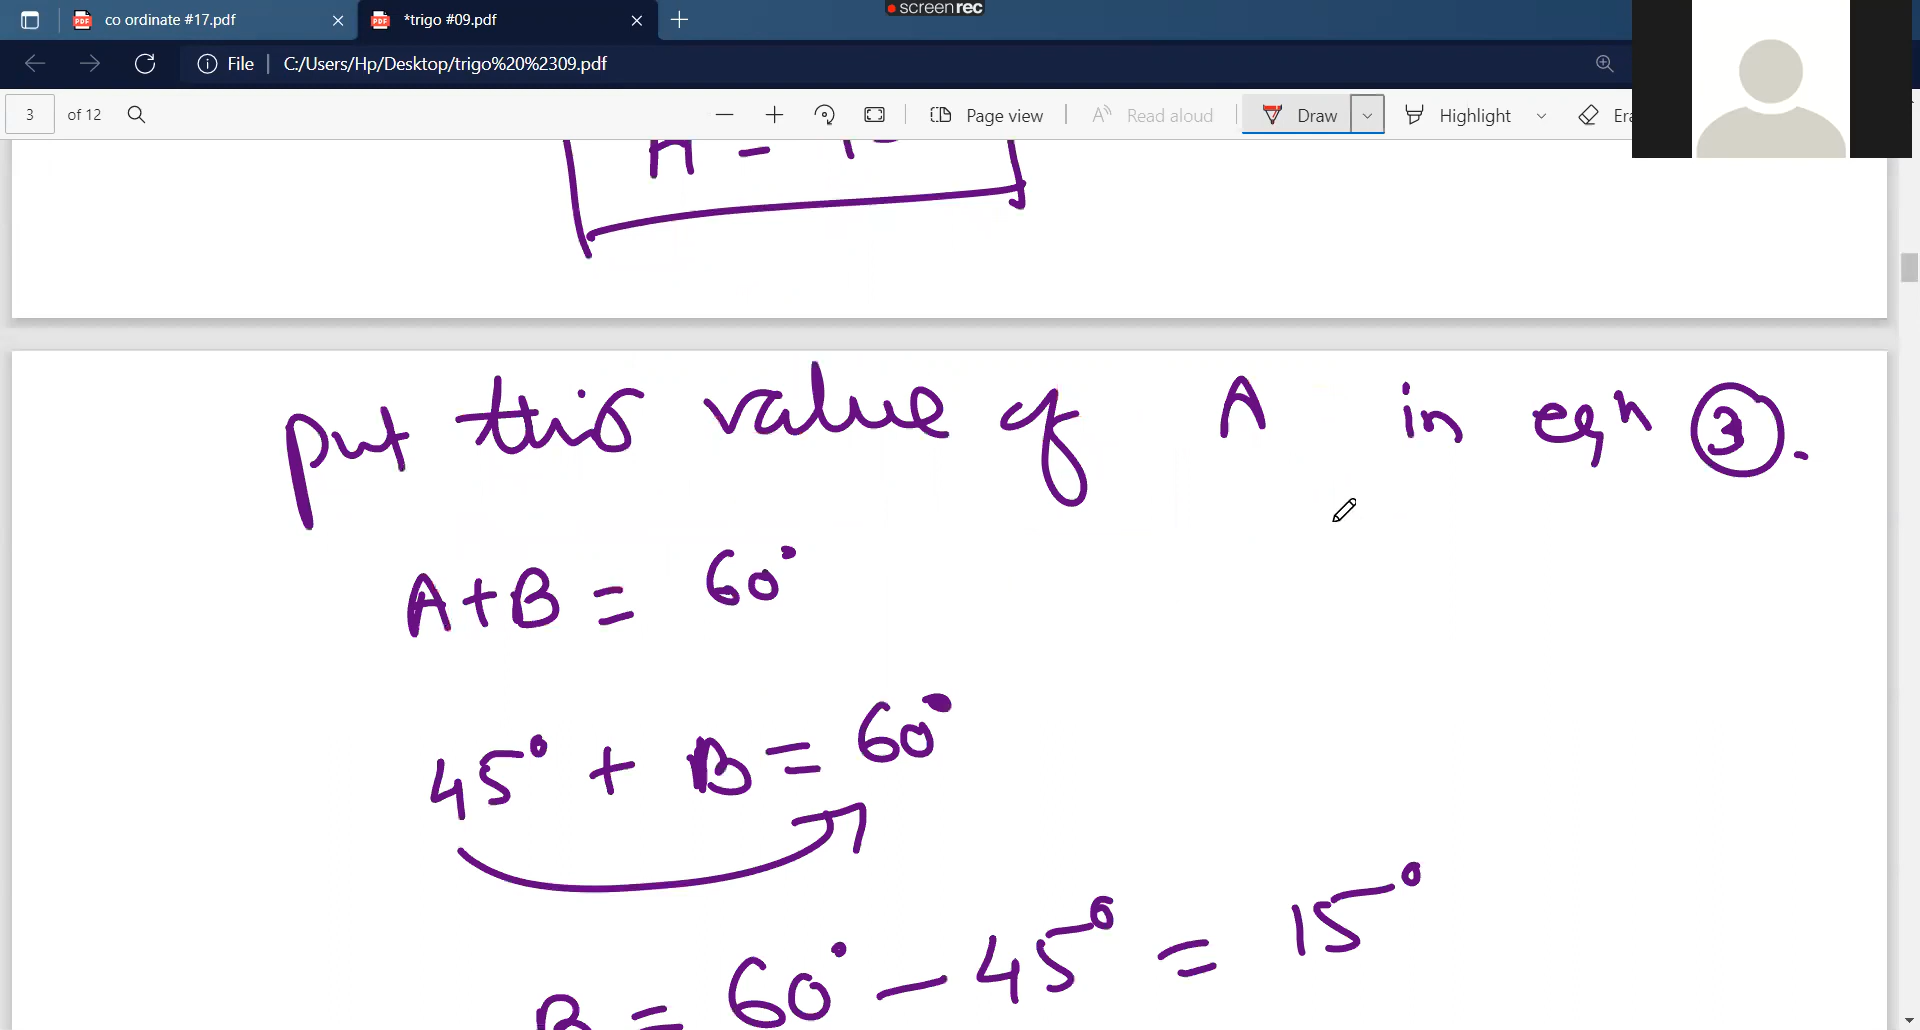 co ordinate #17.pdf
*trigo #09.pdf
screenrec
File
C:/Users/Hp/Desktop/trigo%20%2309.pdf
3 of 12
Page view
Read aloud
Draw
Highlight
A =
put this value of A in eqn ③.
A+B = 60°
45° + B = 60°
B = 60° - 45° = 15°